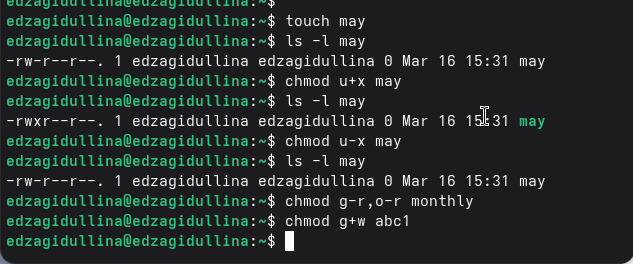 edzagidullina@edzagidullina:~$
edzagidullina@edzagidullina:~$ touch may
edzagidullina@edzagidullina:~$ ls -l may
-rw-r--r--. 1 edzagidullina edzagidullina 0 Mar 16 15:31 may
edzagidullina@edzagidullina:~$ chmod u+x may
edzagidullina@edzagidullina:~$ ls -l may
-rwxr--r--. 1 edzagidullina edzagidullina 0 Mar 16 15:31 may
edzagidullina@edzagidullina:~$ chmod u-x may
edzagidullina@edzagidullina:~$ ls -l may
-rw-r--r--. 1 edzagidullina edzagidullina 0 Mar 16 15:31 may
edzagidullina@edzagidullina:~$ chmod g-r,o-r monthly
edzagidullina@edzagidullina:~$ chmod g+w abc1
edzagidullina@edzagidullina:~$